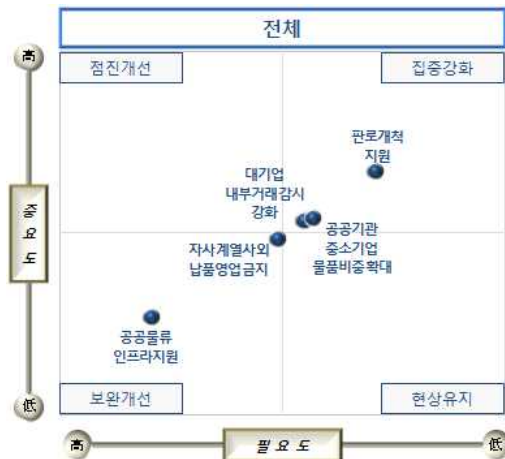 전체
高
점진개선
집중강화
판로개척
지원
대기업
내부거래감시
강화
공공기관
중소기업
물품비중확대
자사계열사외
납품영업금지
중요도
공공물류
인프라지원
보완개선
현상유지
低
高
필요도
低